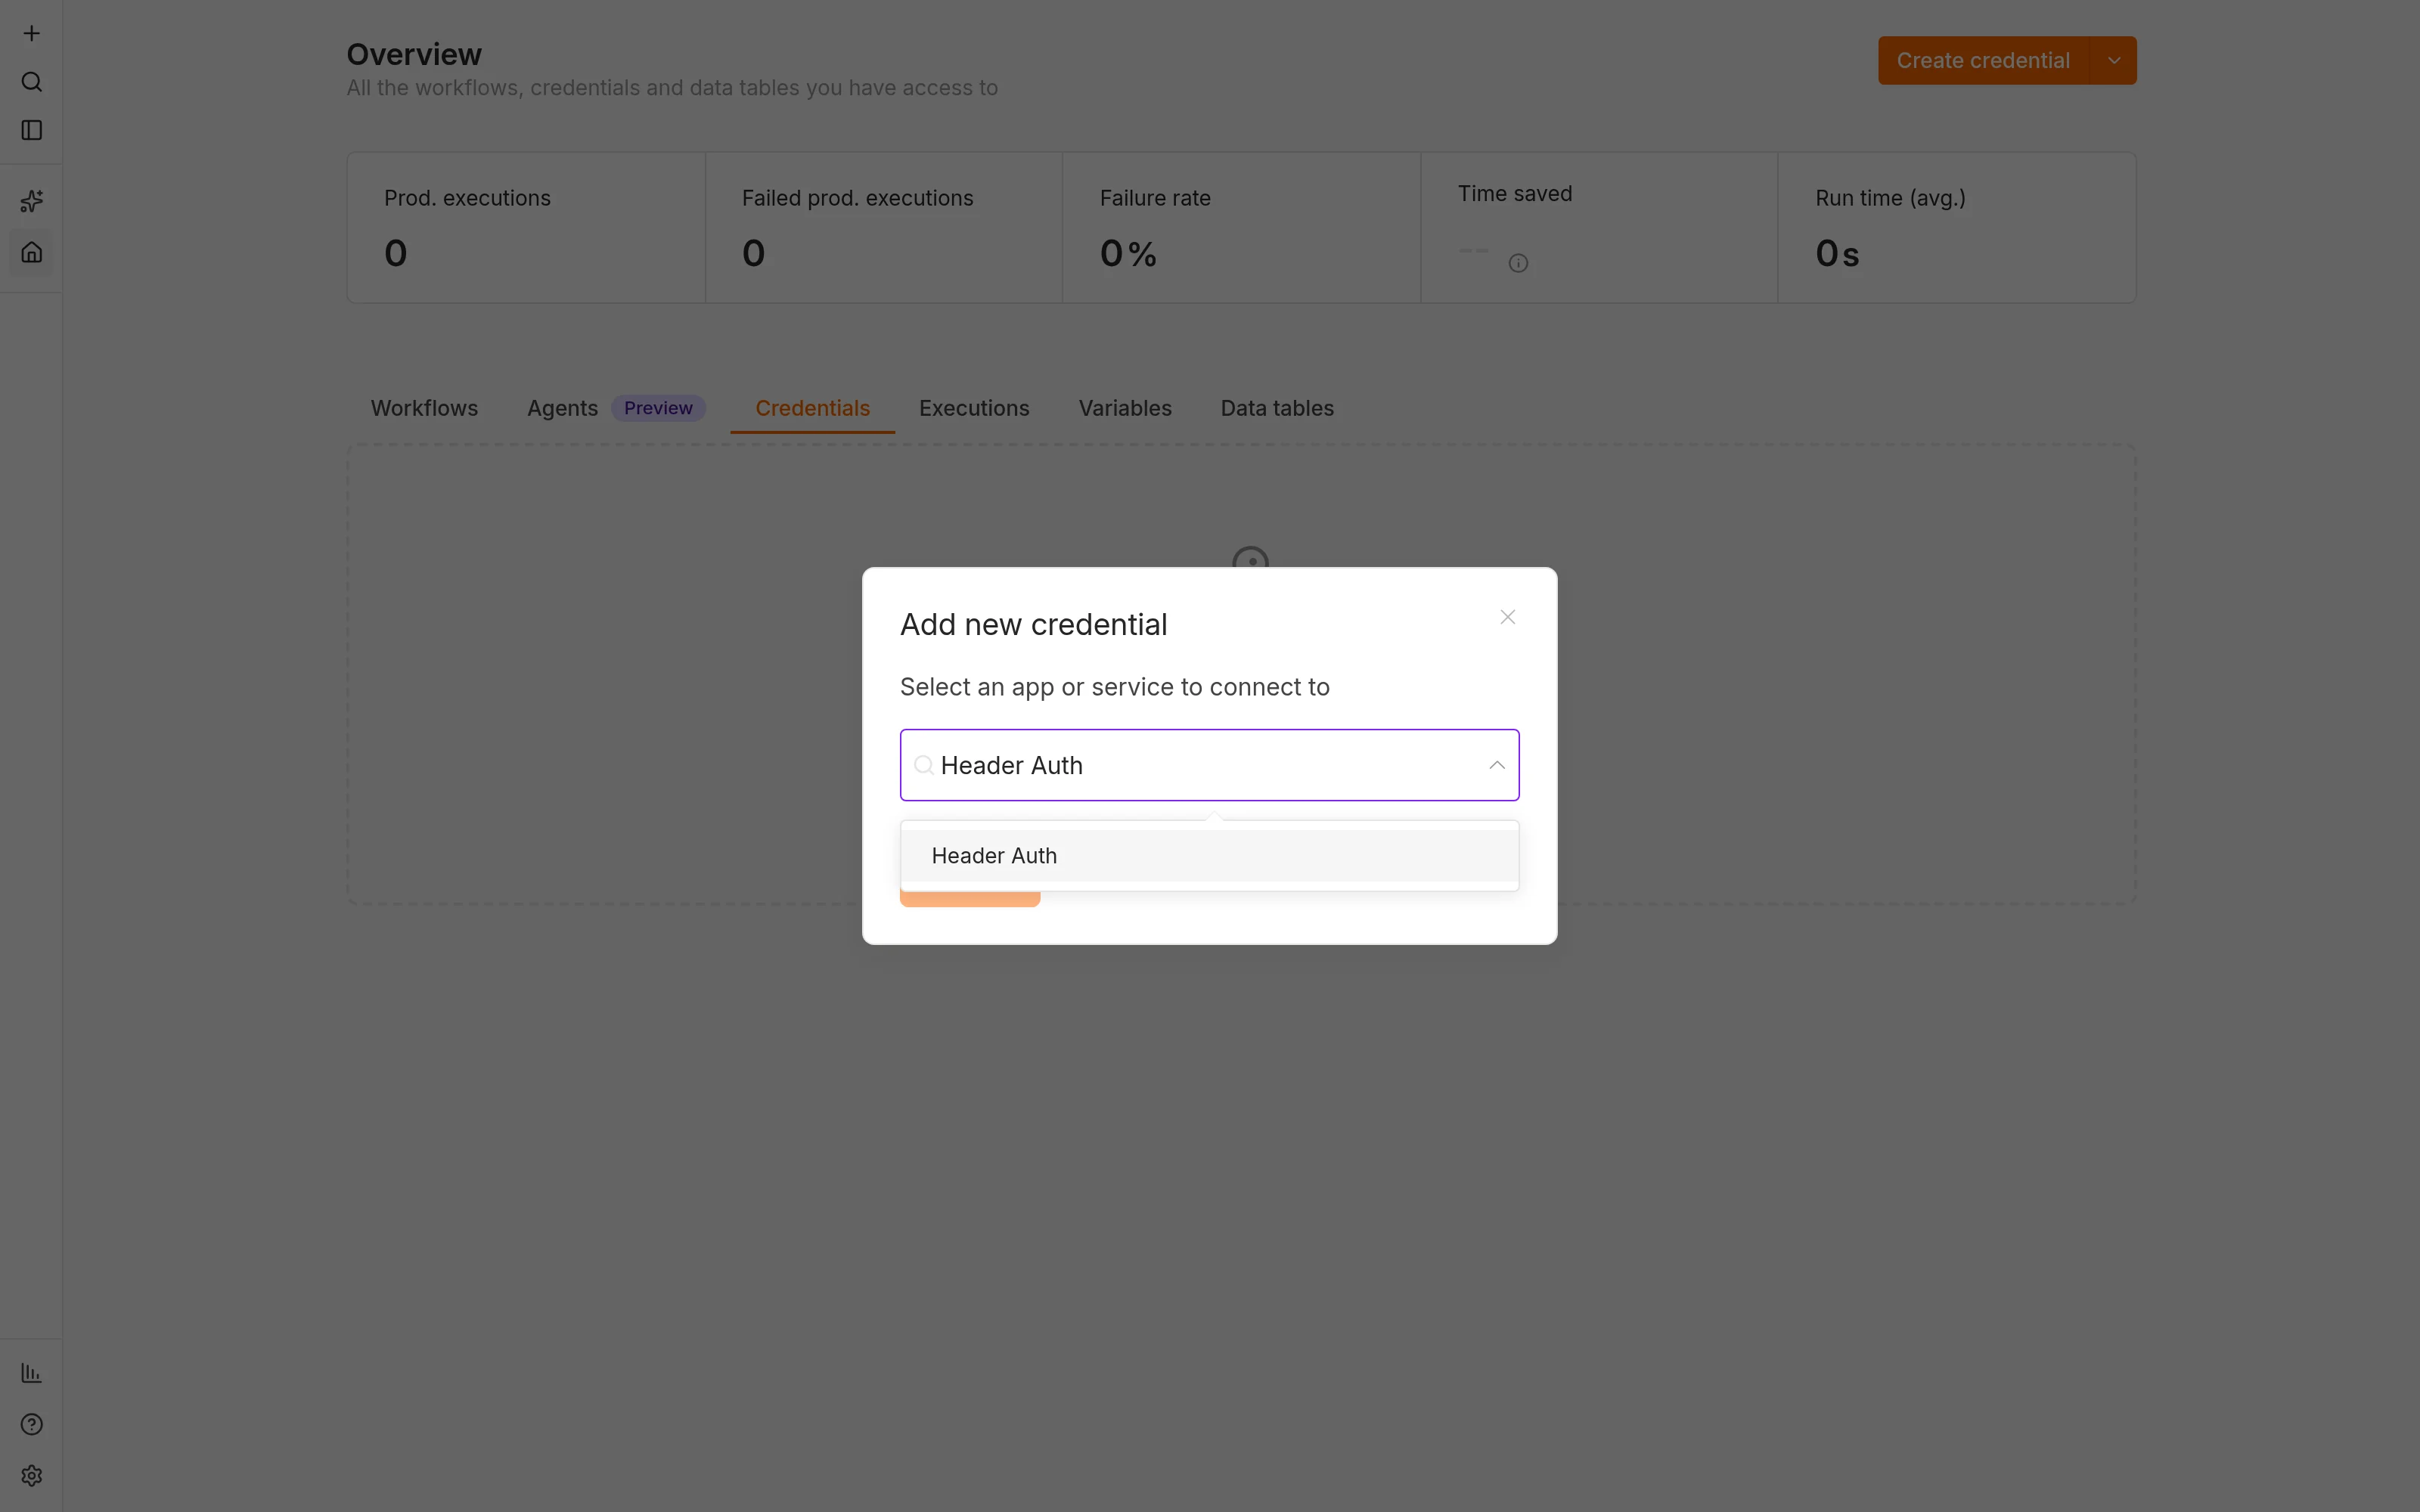 Overview
All the workflows, credentials and data tables you have access to
Create credential
Prod. executions
0
Failed prod. executions
0
Failure rate
0%
Time saved
--
Run time (avg.)
0s
Workflows
Agents
Preview
Credentials
Executions
Variables
Data tables
Add new credential
Select an app or service to connect to
Header Auth
Header Auth